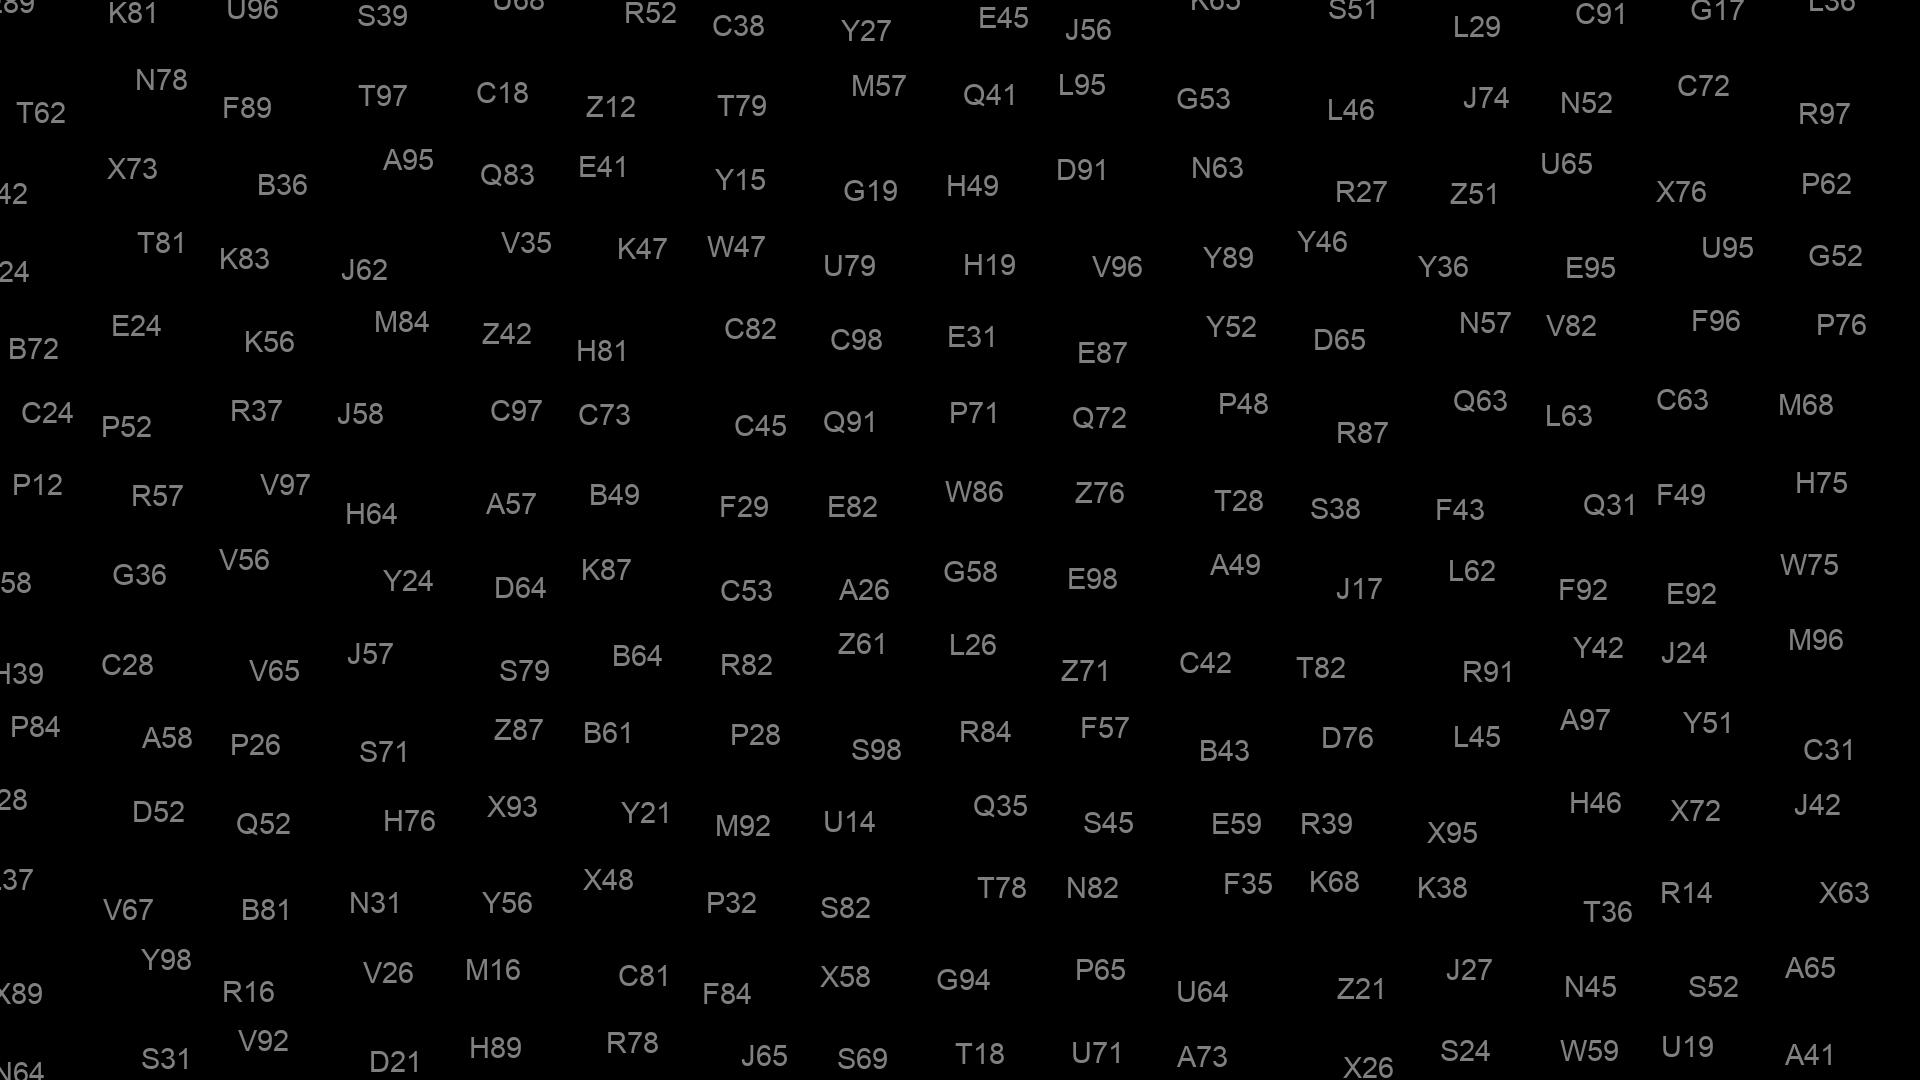 K81 U96 S39 U68 R52 C38 Y27 E45 J56 K65 S51 L29 C91 G17 L36
T62 N78 F89 T97 C18 Z12 T79 M57 Q41 L95 G53 L46 J74 N52 C72 R97
42 X73 B36 A95 Q83 E41 Y15 G19 H49 D91 N63 R27 Z51 U65 X76 P62
24 T81 K83 J62 V35 K47 W47 U79 H19 V96 Y89 Y46 Y36 E95 U95 G52
B72 E24 K56 M84 Z42 H81 C82 C98 E31 E87 Y52 D65 N57 V82 F96 P76
C24 P52 R37 J58 C97 C73 C45 Q91 P71 Q72 P48 R87 Q63 L63 C63 M68
P12 R57 V97 H64 A57 B49 F29 E82 W86 Z76 T28 S38 F43 Q31 F49 H75
58 G36 V56 Y24 D64 K87 C53 A26 G58 E98 A49 J17 L62 F92 E92 W75
H39 C28 V65 J57 S79 B64 R82 Z61 L26 Z71 C42 T82 R91 Y42 J24 M96
P84 A58 P26 S71 Z87 B61 P28 S98 R84 F57 B43 D76 L45 A97 Y51 C31
28 D52 Q52 H76 X93 Y21 M92 U14 Q35 S45 E59 R39 X95 H46 X72 J42
37 V67 B81 N31 Y56 X48 P32 S82 T78 N82 F35 K68 K38 T36 R14 X63
X89 Y98 R16 V26 M16 C81 F84 X58 G94 P65 U64 Z21 J27 N45 S52 A65
N64 S31 V92 D21 H89 R78 J65 S69 T18 U71 A73 X26 S24 W59 U19 A41